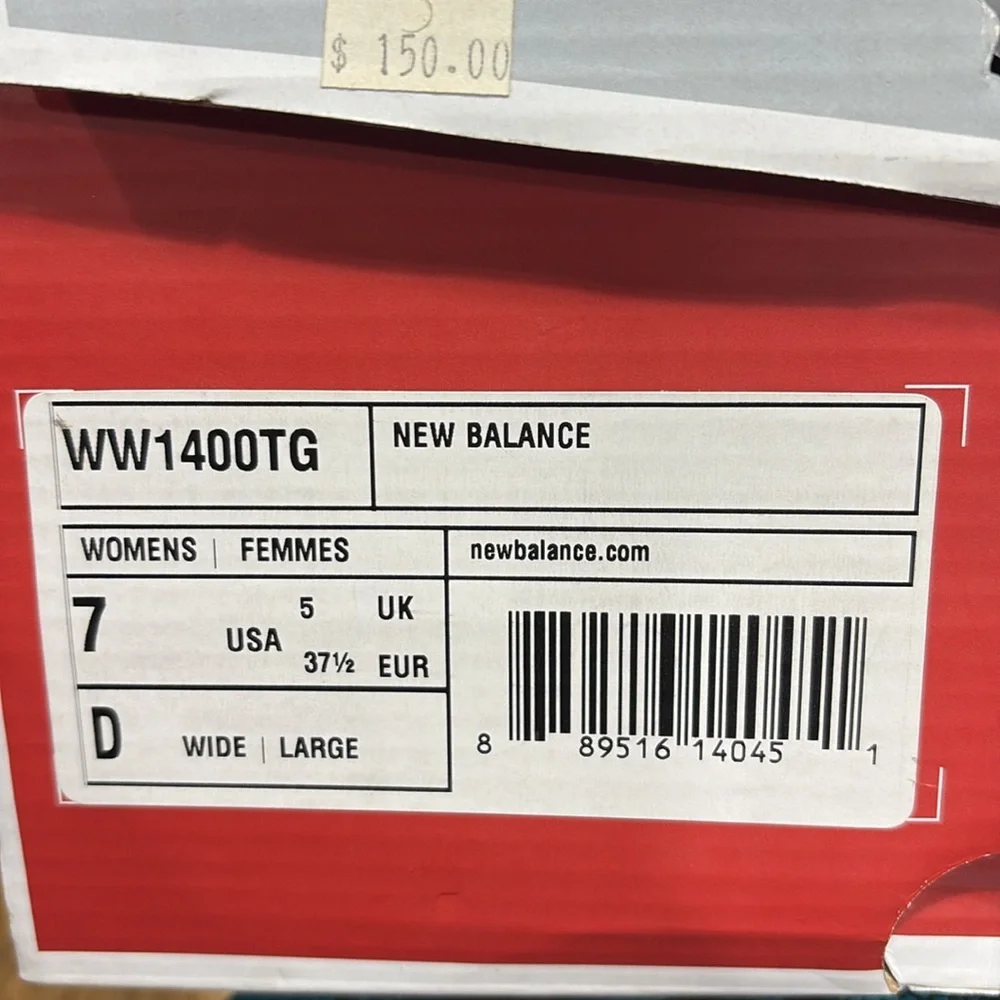 $ 150.00
WW1400TG
NEW BALANCE
WOMENS | FEMMES
newbalance.com
7 USA 5 UK
37½ EUR
D WIDE | LARGE
8 89516 14045 1